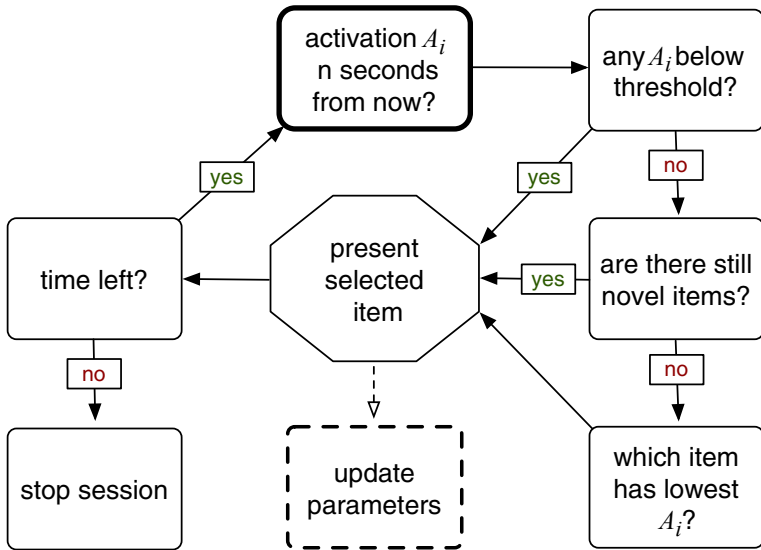 activation A_i
n seconds
from now?
any A_i below
threshold?
yes
yes
no
time left?
present
selected
item
yes
are there still
novel items?
no
no
stop session
update
parameters
which item
has lowest
A_i?